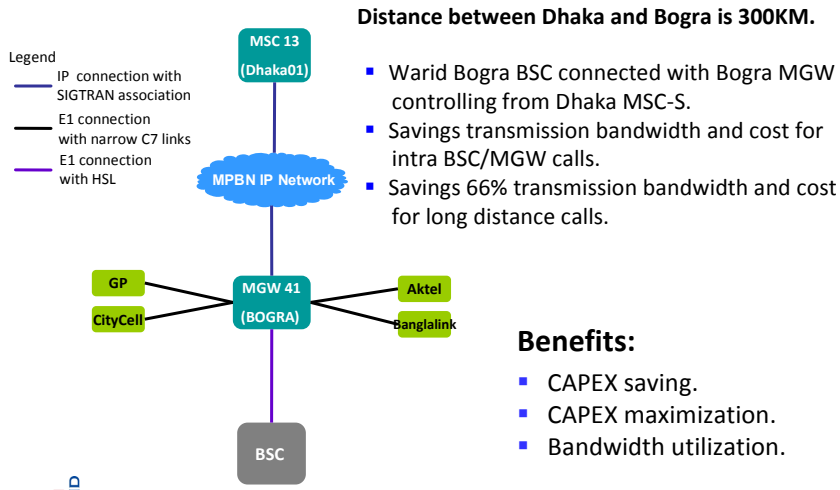 Distance between Dhaka and Bogra is 300KM.
MSC 13
(Dhaka01)
Legend
IP connection with
SIGTRAN association
E1 connection
with narrow C7 links
E1 connection
with HSL
▪ Warid Bogra BSC connected with Bogra MGW
controlling from Dhaka MSC-S.
▪ Savings transmission bandwidth and cost for
intra BSC/MGW calls.
▪ Savings 66% transmission bandwidth and cost
for long distance calls.
MPBN IP Network
GP
CityCell
MGW 41
(BOGRA)
Aktel
Banglalink
BSC
Benefits:
▪ CAPEX saving.
▪ CAPEX maximization.
▪ Bandwidth utilization.